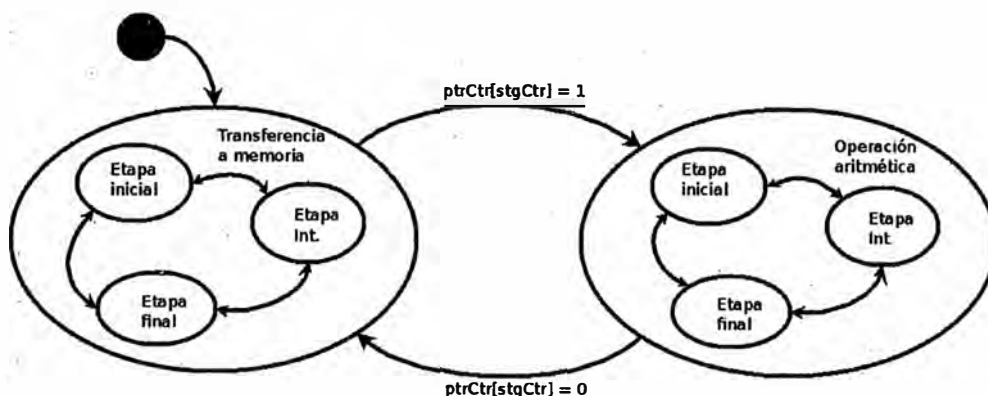 ptrCtr[stgCtr] = 1
Transferencia
a memoria
Etapa
inicial
Etapa
Int.
Etapa
final
Operación
aritmética
Etapa
inicial
Etapa
Int
Etapa
final
ptrCtr[stgCtr] = 0